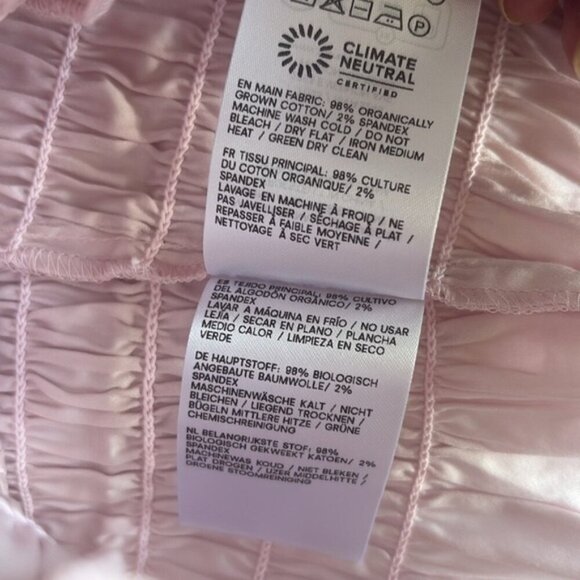 CLIMATE
NEUTRAL
CERTIFIED
EN MAIN FABRIC: 98% ORGANICALLY
GROWN COTTON/ 2% SPANDEX
MACHINE WASH COLD / DO NOT
BLEACH / DRY FLAT / IRON MEDIUM
HEAT / GREEN DRY CLEAN
FR TISSU PRINCIPAL: 98% CULTURE
DU COTON ORGANIQUE/ 2%
SPANDEX
LAVAGE EN MACHINE À FROID / NE
PAS JAVELLISER / SÉCHAGE À PLAT /
REPASSER À FAIBLE MOYENNE /
NETTOYAGE À SEC VERT
ES TEJIDO PRINCIPAL: 98% CULTIVO
DEL ALGODÓN ORGÁNICO/ 2%
SPANDEX
LAVAR A MÁQUINA EN FRÍO / NO USAR
LEJÍA / SECAR EN PLANO / PLANCHA
MEDIO CALOR / LIMPIEZA EN SECO
VERDE
DE HAUPTSTOFF: 98% BIOLOGISCH
ANGEBAUTE BAUMWOLLE/ 2%
SPANDEX
MASCHINENWÄSCHE KALT / NICHT
BLEICHEN / LIEGEND TROCKNEN /
BÜGELN MITTLERE HITZE / GRÜNE
CHEMISCHREINIGUNG
NL BELANGRIJKSTE STOF: 98%
BIOLOGISCH GEKWEEKT KATOEN/ 2%
SPANDEX
MACHINEWAS KOUD / NIET BLEKEN /
PLAT DROGEN / IJZER MIDDELHITTE /
GROENE STOOMREINIGING